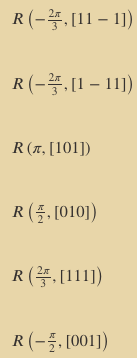 R (−2π/3, [11 − 1])
R (−2π/3, [1 − 11])
R (π, [101])
R (π/2, [010])
R (2π/3, [111])
R (−π/2, [001])